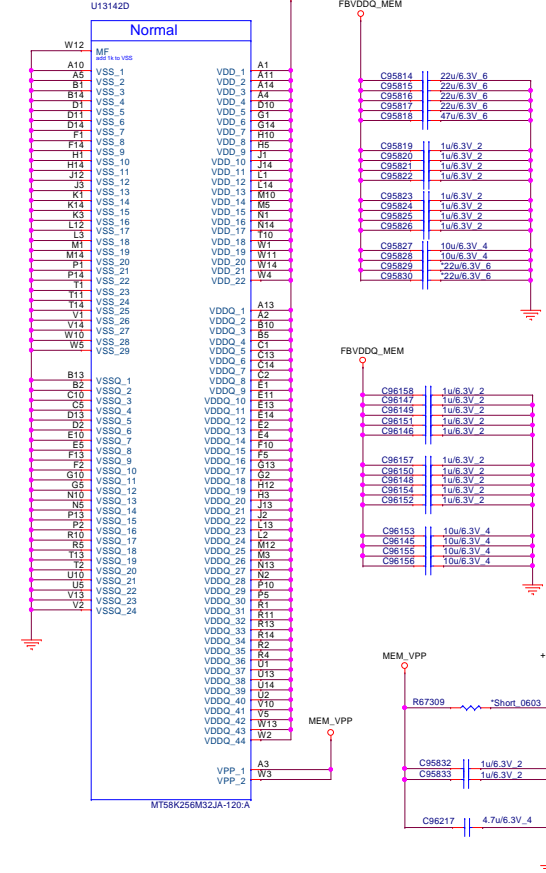 U13142D
Normal
W12 MF
add 1k to VSS
A10 VSS_1
A5 VSS_2
B1 VSS_3
B14 VSS_4
D1 VSS_5
D11 VSS_6
D14 VSS_7
F1 VSS_8
F14 VSS_9
H1 VSS_10
H14 VSS_11
J12 VSS_12
J3 VSS_13
K1 VSS_14
K14 VSS_15
K3 VSS_16
L12 VSS_17
L3 VSS_18
M1 VSS_19
M14 VSS_20
P1 VSS_21
P14 VSS_22
T1 VSS_23
T11 VSS_24
T14 VSS_25
V1 VSS_26
V14 VSS_27
W10 VSS_28
W5 VSS_29
B13 VSSQ_1
B2 VSSQ_2
C10 VSSQ_3
C5 VSSQ_4
D13 VSSQ_5
D2 VSSQ_6
E10 VSSQ_7
E5 VSSQ_8
F13 VSSQ_9
F2 VSSQ_10
G10 VSSQ_11
G5 VSSQ_12
N10 VSSQ_13
N5 VSSQ_14
P13 VSSQ_15
P2 VSSQ_16
R10 VSSQ_17
R5 VSSQ_18
T13 VSSQ_19
T2 VSSQ_20
U10 VSSQ_21
U5 VSSQ_22
V13 VSSQ_23
V2 VSSQ_24
VDD_1 A1
VDD_2 A11
VDD_3 A14
VDD_4 A4
VDD_5 D10
VDD_6 G1
VDD_7 G14
VDD_8 H10
VDD_9 H5
VDD_10 J1
VDD_11 J14
VDD_12 L1
VDD_13 L14
VDD_14 M10
VDD_15 M5
VDD_16 N1
VDD_17 N14
VDD_18 T10
VDD_19 W1
VDD_20 W11
VDD_21 W14
VDD_22 W4
VDDQ_1 A13
VDDQ_2 A2
VDDQ_3 B10
VDDQ_4 B5
VDDQ_5 C1
VDDQ_6 C13
VDDQ_7 C14
VDDQ_8 C2
VDDQ_9 E1
VDDQ_10 E11
VDDQ_11 E13
VDDQ_12 E14
VDDQ_13 E2
VDDQ_14 E4
VDDQ_15 F10
VDDQ_16 F5
VDDQ_17 G13
VDDQ_18 G2
VDDQ_19 H12
VDDQ_20 H3
VDDQ_21 J13
VDDQ_22 J2
VDDQ_23 L13
VDDQ_24 L2
VDDQ_25 M12
VDDQ_26 M3
VDDQ_27 N13
VDDQ_28 N2
VDDQ_29 P10
VDDQ_30 P5
VDDQ_31 R1
VDDQ_32 R11
VDDQ_33 R13
VDDQ_34 R14
VDDQ_35 R2
VDDQ_36 R4
VDDQ_37 U1
VDDQ_38 U13
VDDQ_39 U14
VDDQ_40 U2
VDDQ_41 V10
VDDQ_42 V5
VDDQ_43 W13
VDDQ_44 W2
VPP_1 A3
VPP_2 W3
MEM_VPP
MT58K256M32JA-120:A
FBVDDQ_MEM
C95814 22u/6.3V_6
C95815 22u/6.3V_6
C95816 22u/6.3V_6
C95817 22u/6.3V_6
C95818 47u/6.3V_6
C95819 1u/6.3V_2
C95820 1u/6.3V_2
C95821 1u/6.3V_2
C95822 1u/6.3V_2
C95823 1u/6.3V_2
C95824 1u/6.3V_2
C95825 1u/6.3V_2
C95826 1u/6.3V_2
C95827 10u/6.3V_4
C95828 10u/6.3V_4
C95829 *22u/6.3V_6
C95830 *22u/6.3V_6
FBVDDQ_MEM
C96158 1u/6.3V_2
C96147 1u/6.3V_2
C96149 1u/6.3V_2
C96151 1u/6.3V_2
C96146 1u/6.3V_2
C96157 1u/6.3V_2
C96150 1u/6.3V_2
C96148 1u/6.3V_2
C96154 1u/6.3V_2
C96152 1u/6.3V_2
C96153 10u/6.3V_4
C96145 10u/6.3V_4
C96155 10u/6.3V_4
C96156 10u/6.3V_4
MEM_VPP +
R67309 *Short_0603
C95832 1u/6.3V_2
C95833 1u/6.3V_2
C96217 4.7u/6.3V_4